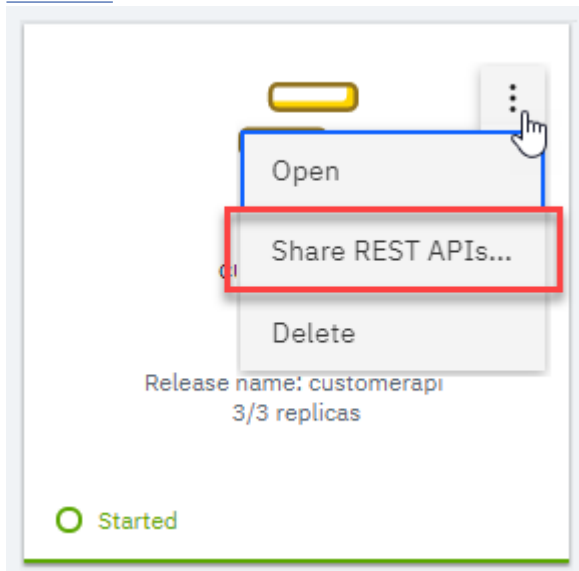 Open
Share REST APIs...
Delete
Release name: customerapi
3/3 replicas
Started